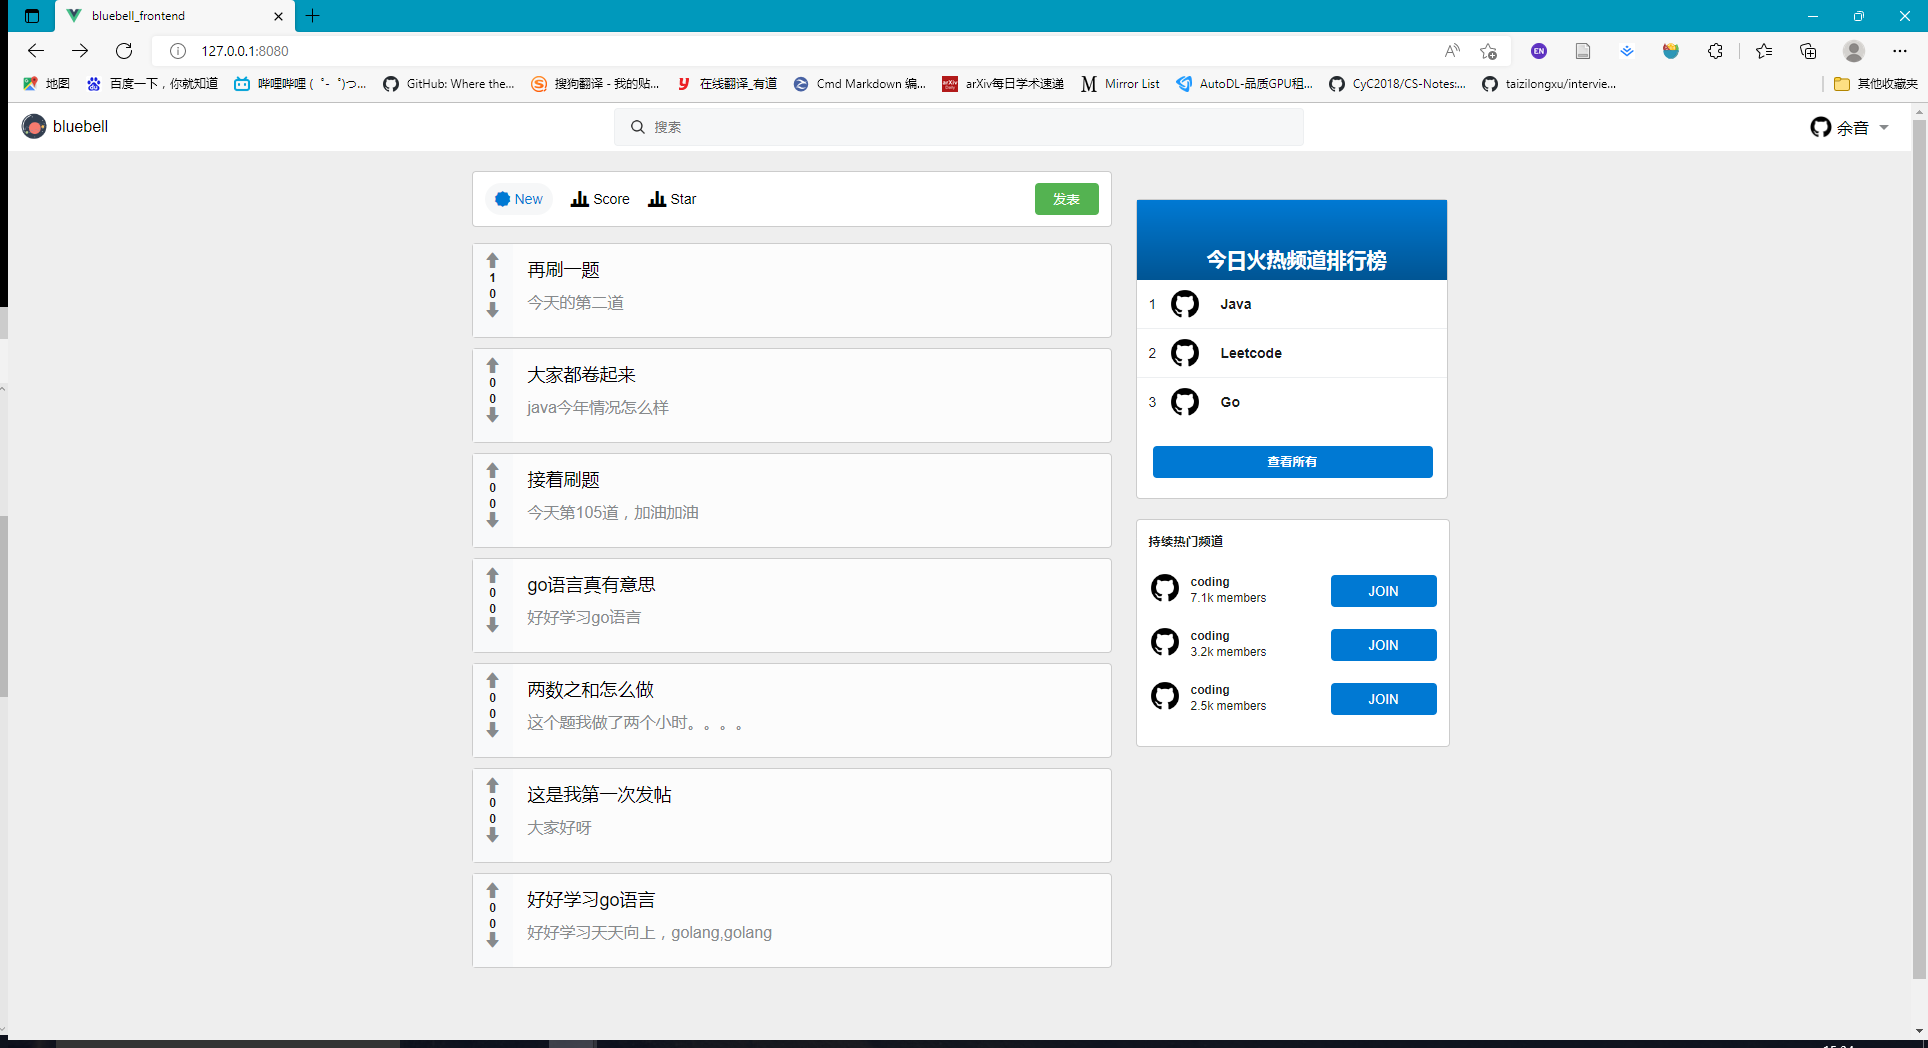 bluebell_frontend
127.0.0.1:8080
EN
地图
百度一下，你就知道
哔哩哔哩 ( ゜- ゜)つ...
GitHub: Where the...
搜狗翻译 - 我的贴...
在线翻译_有道
Cmd Markdown 编...
arXiv每日学术速递
Mirror List
AutoDL-品质GPU租...
CyC2018/CS-Notes:...
taizilongxu/intervie...
其他收藏夹
bluebell
搜索
余音
New
Score
Star
发表
1
0
再刷一题
今天的第二道
0
0
大家都卷起来
java今年情况怎么样
0
0
接着刷题
今天第105道，加油加油
0
0
go语言真有意思
好好学习go语言
0
0
两数之和怎么做
这个题我做了两个小时。。。。
0
0
这是我第一次发帖
大家好呀
0
0
好好学习go语言
好好学习天天向上，golang,golang
今日火热频道排行榜
1 Java
2 Leetcode
3 Go
查看所有
持续热门频道
coding
7.1k members
JOIN
coding
3.2k members
JOIN
coding
2.5k members
JOIN